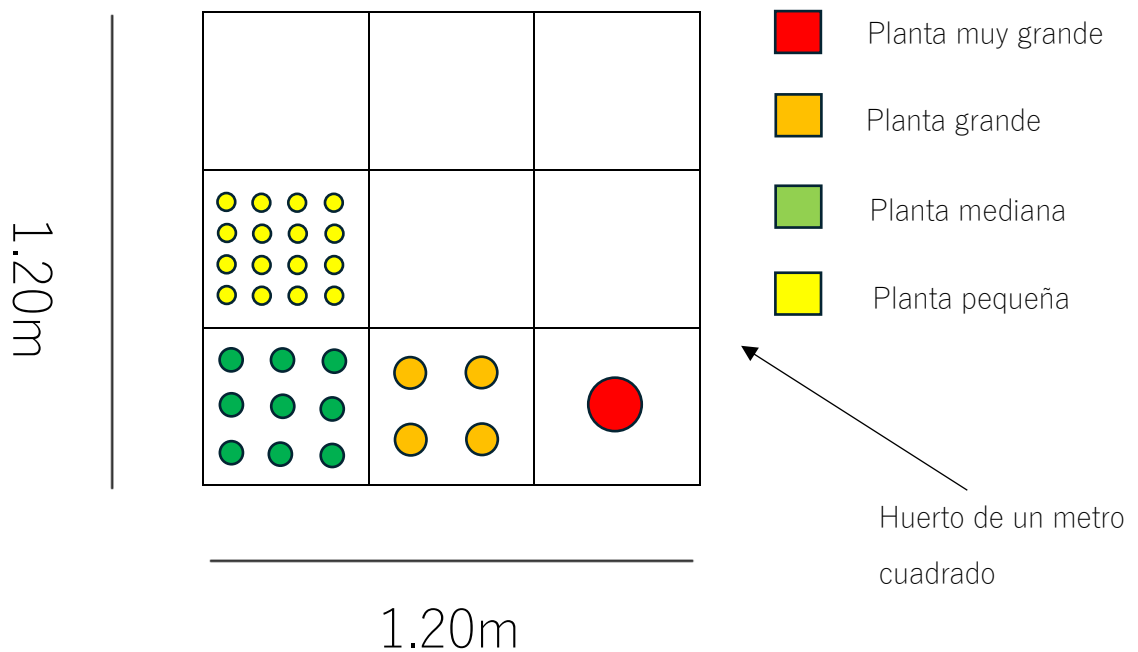 Planta muy grande
Planta grande
Planta mediana
Planta pequeña
1.20m
Huerto de un metro
cuadrado
1.20m